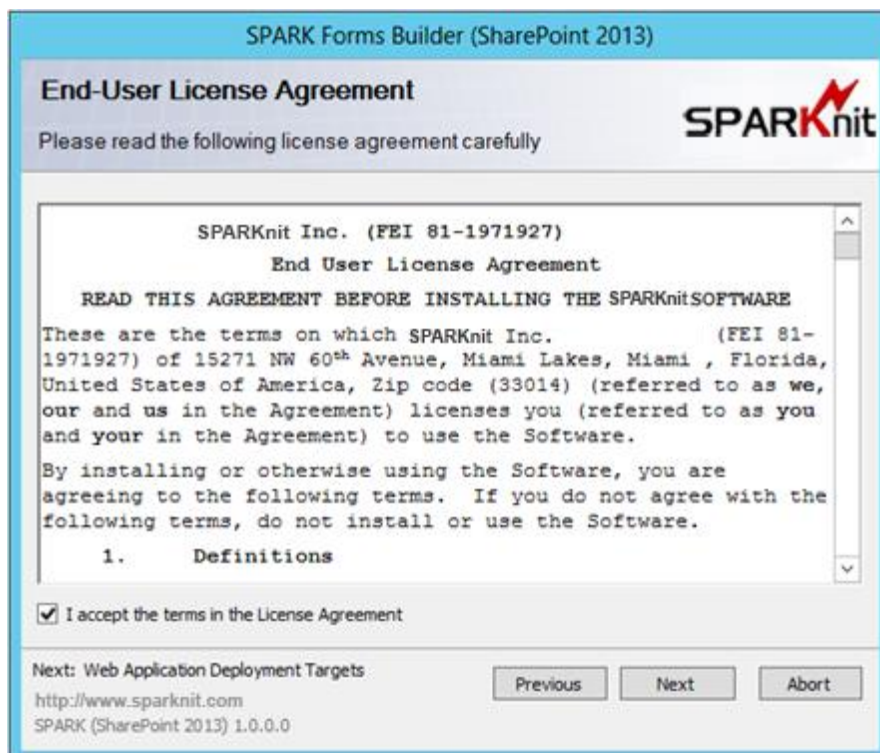 SPARK Forms Builder (SharePoint 2013)
End-User License Agreement
Please read the following license agreement carefully
SPARKnit
SPARKnit Inc. (FEI 81-1971927)
End User License Agreement
READ THIS AGREEMENT BEFORE INSTALLING THE SPARKnit SOFTWARE
These are the terms on which SPARKnit Inc. (FEI 81-
1971927) of 15271 NW 60th Avenue, Miami Lakes, Miami , Florida,
United States of America, Zip code (33014) (referred to as we,
our and us in the Agreement) licenses you (referred to as you
and your in the Agreement) to use the Software.
By installing or otherwise using the Software, you are
agreeing to the following terms. If you do not agree with the
following terms, do not install or use the Software.
1. Definitions
I accept the terms in the License Agreement
Next: Web Application Deployment Targets
Previous Next Abort
http://www.sparknit.com
SPARK (SharePoint 2013) 1.0.0.0